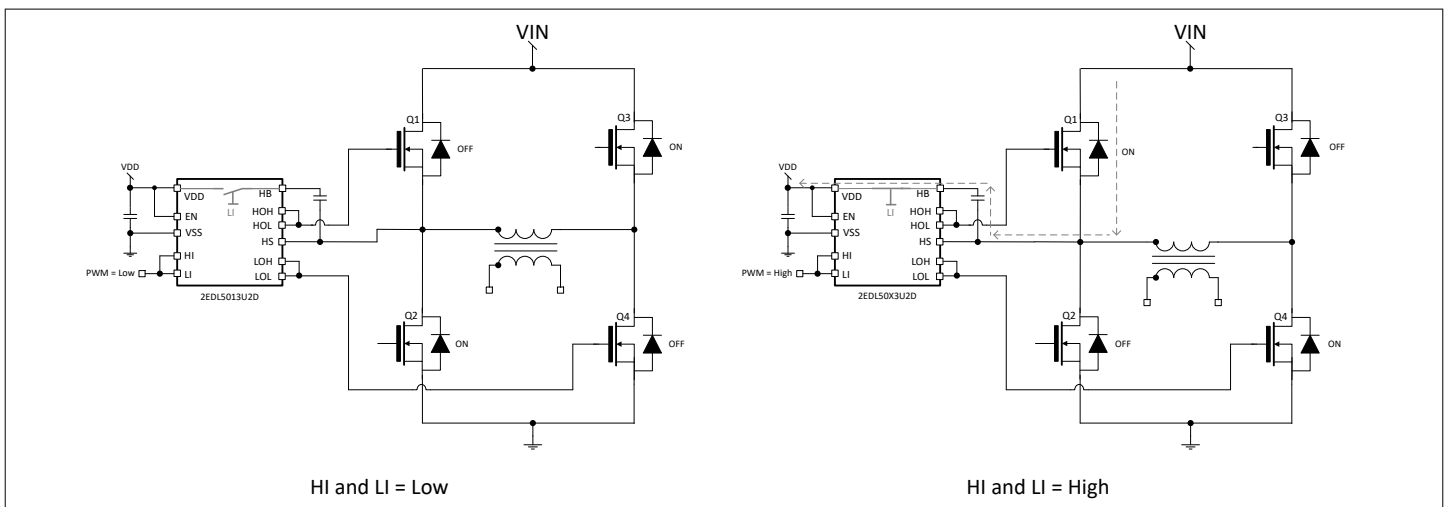 VIN
Q1
OFF
Q3
ON
VDD
VDD
HB
LI
EN
HOH
HOL
VSS
HS
HI
LOH
PWM = Low
LI
LOL
2EDL5013U2D
Q2
ON
Q4
OFF
HI and LI = Low
VIN
Q1
ON
Q3
OFF
VDD
VDD
HB
LI
EN
HOH
HOL
VSS
HS
HI
LOH
PWM = High
LI
LOL
2EDL50X3U2D
Q2
OFF
Q4
ON
HI and LI = High